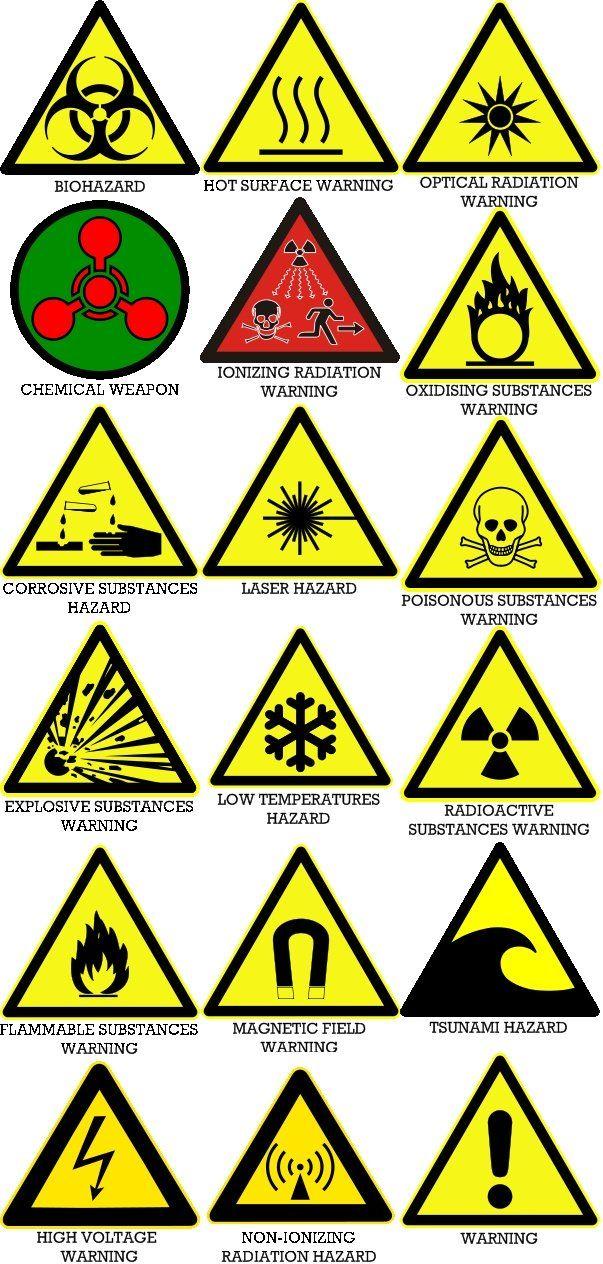 BIOHAZARD
HOT SURFACE WARNING
OPTICAL RADIATION
WARNING
CHEMICAL WEAPON
IONIZING RADIATION
WARNING
OXIDISING SUBSTANCES
WARNING
CORROSIVE SUBSTANCES
HAZARD
LASER HAZARD
POISONOUS SUBSTANCES
WARNING
EXPLOSIVE SUBSTANCES
WARNING
LOW TEMPERATURES
HAZARD
RADIOACTIVE
SUBSTANCES WARNING
FLAMMABLE SUBSTANCES
WARNING
MAGNETIC FIELD
WARNING
TSUNAMI HAZARD
HIGH VOLTAGE
WARNING
NON-IONIZING
RADIATION HAZARD
WARNING